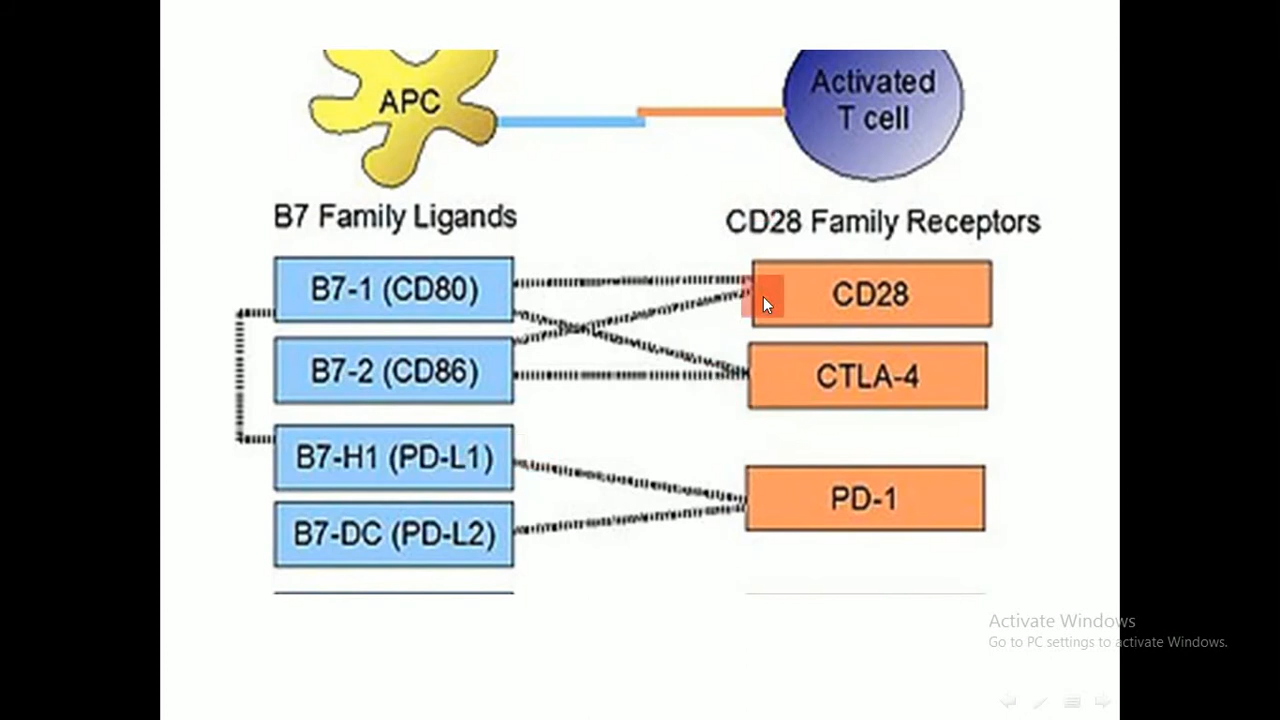 APC
Activated
T cell
B7 Family Ligands
CD28 Family Receptors
B7-1 (CD80)
CD28
B7-2 (CD86)
CTLA-4
B7-H1 (PD-L1)
PD-1
B7-DC (PD-L2)
Activate Windows
Go to PC settings to activate Windows.